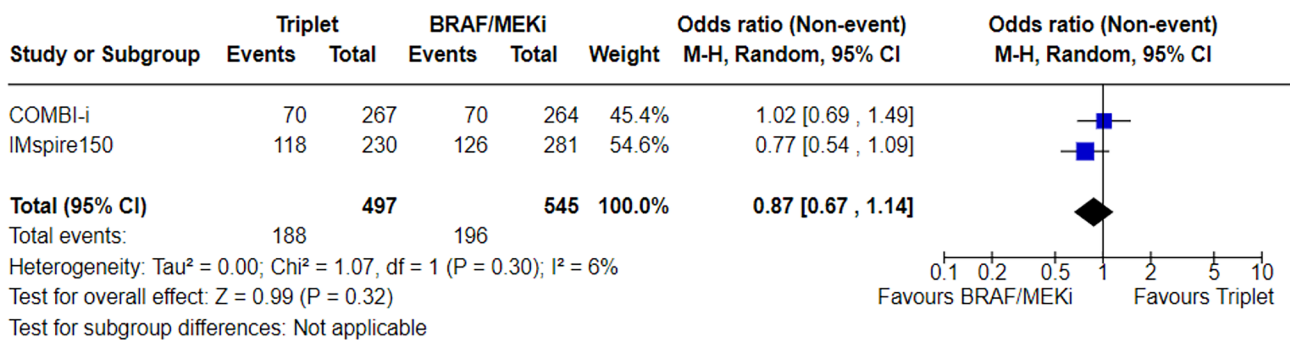 Triplet BRAF/MEKi Odds ratio (Non-event) Odds ratio (Non-event)
Study or Subgroup Events Total Events Total Weight M-H, Random, 95% CI M-H, Random, 95% CI
COMBI-i 70 267 70 264 45.4% 1.02 [0.69 , 1.49]
IMspire150 118 230 126 281 54.6% 0.77 [0.54 , 1.09]
Total (95% CI) 497 545 100.0% 0.87 [0.67 , 1.14]
Total events: 188 196
Heterogeneity: Tau² = 0.00; Chi² = 1.07, df = 1 (P = 0.30); I² = 6%
0.1 0.2 0.5 1 2 5 10
Test for overall effect: Z = 0.99 (P = 0.32) Favours BRAF/MEKi Favours Triplet
Test for subgroup differences: Not applicable